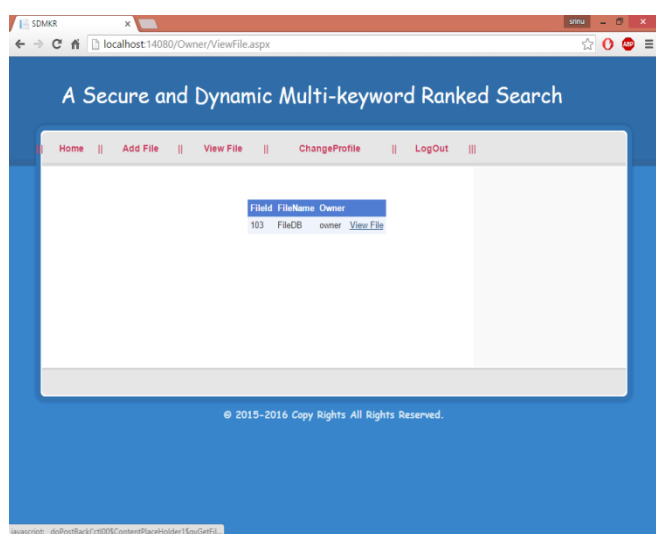 SDMKR
srinu
localhost:14080/Owner/ViewFile.aspx
ABP
A Secure and Dynamic Multi-keyword Ranked Search
|| Home || Add File || View File || ChangeProfile || LogOut |||
FileId FileName Owner
103 FileDB owner View File
© 2015-2016 Copy Rights All Rights Reserved.
javascript:__doPostBack('ctl00$ContentPlaceHolder1$gvGetFil...